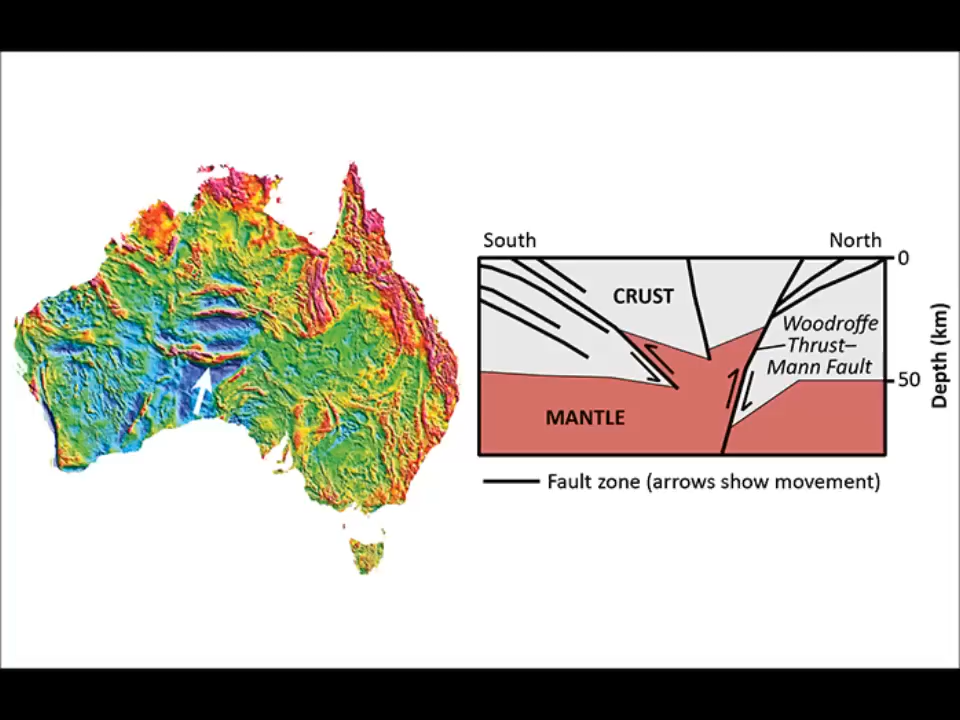 South
North
0
CRUST
Woodroffe
Thrust–
Mann Fault
50
Depth (km)
MANTLE
Fault zone (arrows show movement)